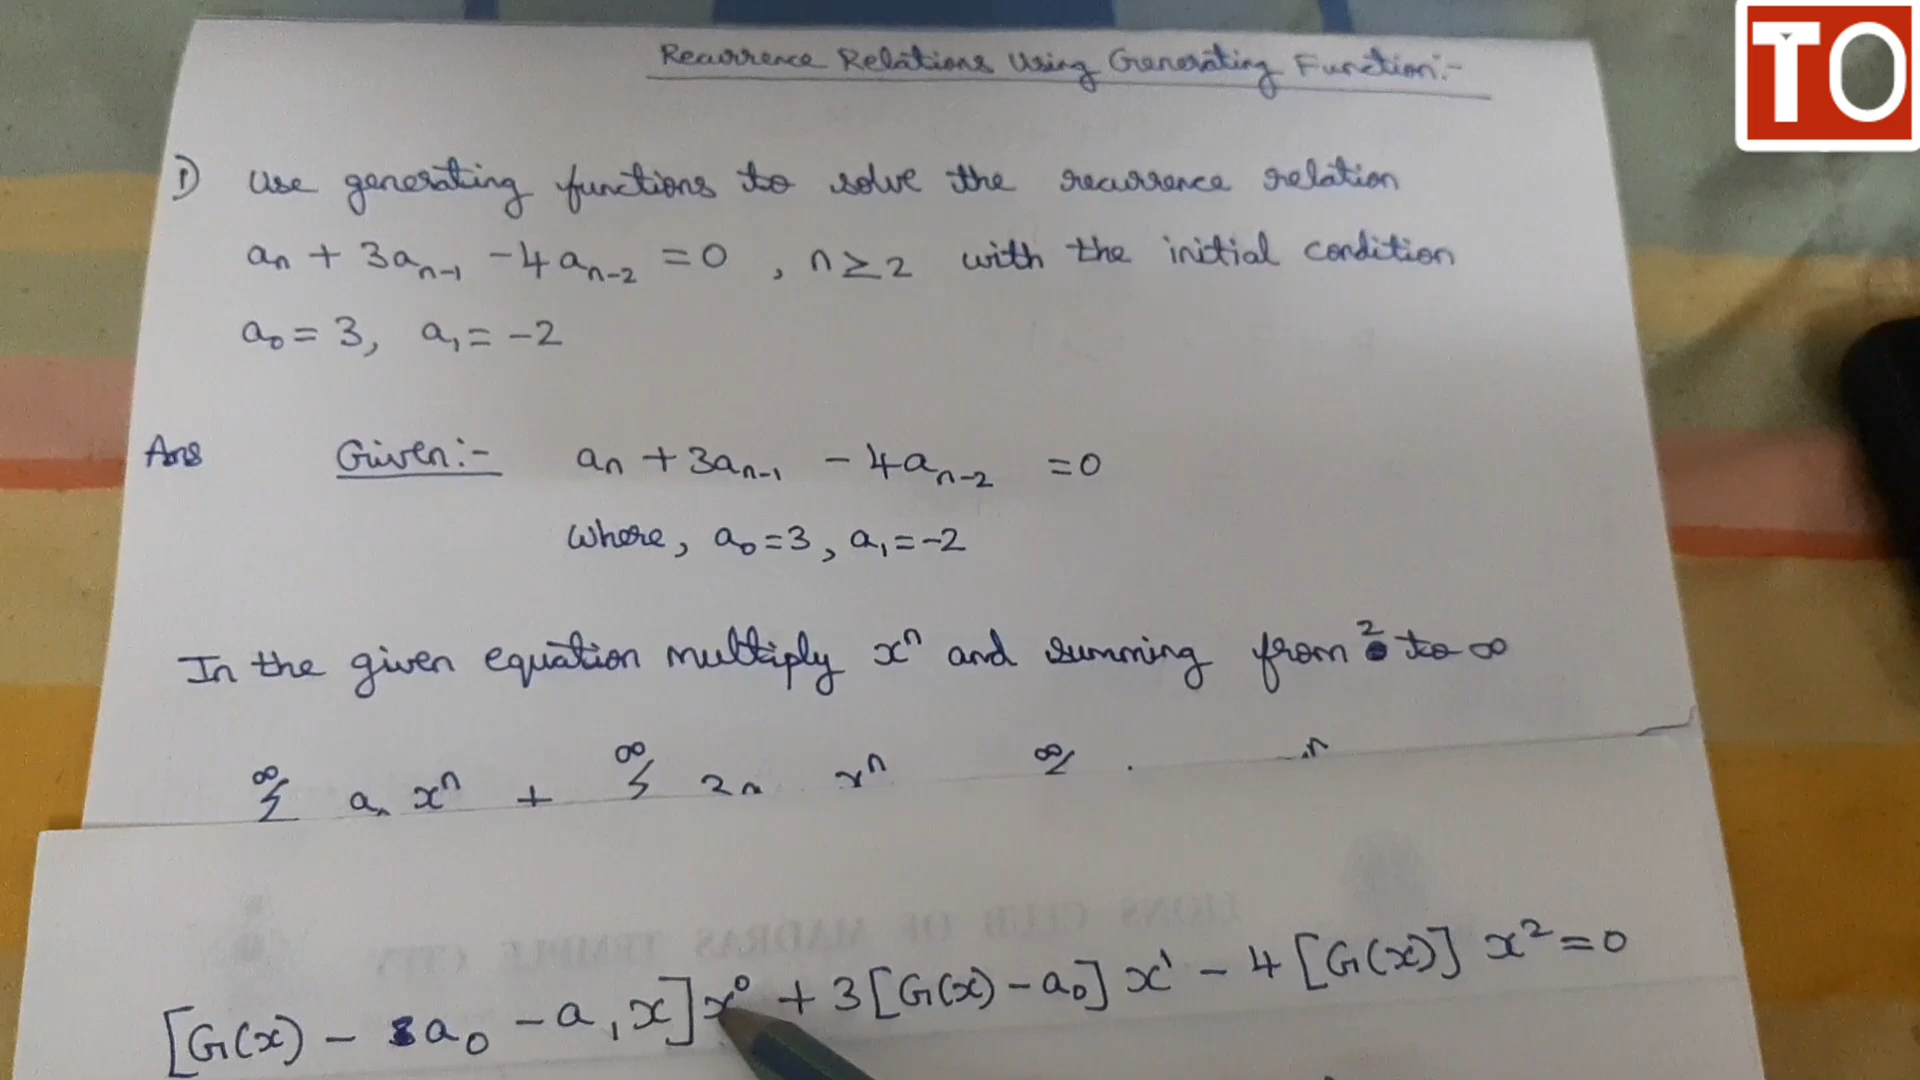 TO
Recurrence Relations Using Generating Function:-
1) Use generating functions to solve the recurrence relation
aₙ + 3aₙ₋₁ - 4aₙ₋₂ = 0 , n ≥ 2 with the initial condition
a₀ = 3, a₁ = -2
Ans Given:- aₙ + 3aₙ₋₁ - 4aₙ₋₂ = 0
Where, a₀ = 3, a₁ = -2
In the given equation multiply xⁿ and summing from 2 to ∞
[G(x) - a₀ - a₁x]x⁰ + 3[G(x) - a₀]x¹ - 4[G(x)]x² = 0